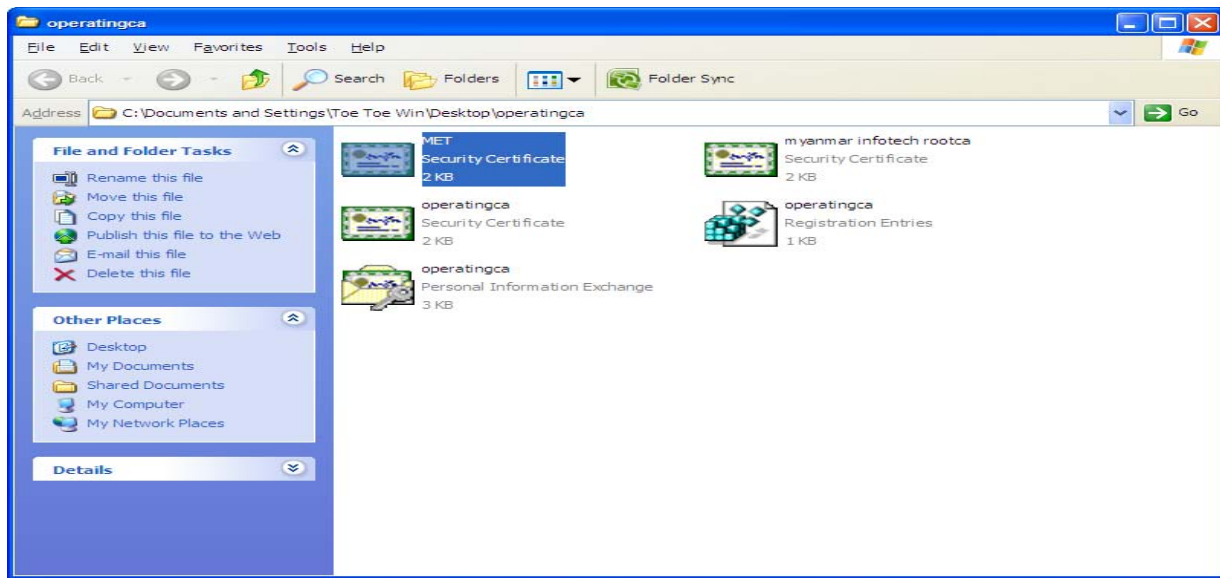 operatingca
File Edit View Favorites Tools Help
Back Search Folders Folder Sync
Address C:\Documents and Settings\Toe Toe Win\Desktop\operatingca Go
File and Folder Tasks
Rename this file
Move this file
Copy this file
Publish this file to the Web
E-mail this file
Delete this file
Other Places
Desktop
My Documents
Shared Documents
My Computer
My Network Places
Details
MET
Security Certificate
2 KB
myanmar infotech rootca
Security Certificate
2 KB
operatingca
Security Certificate
2 KB
operatingca
Registration Entries
1 KB
operatingca
Personal Information Exchange
3 KB